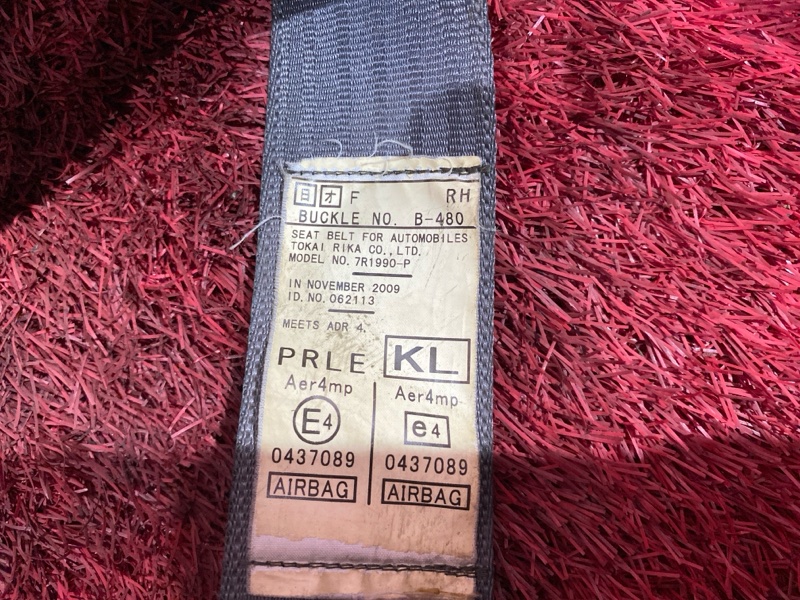 自 オ F RH
BUCKLE NO. B-480
SEAT BELT FOR AUTOMOBILES
TOKAI RIKA CO.,LTD.
MODEL NO. 7R1990-P
IN NOVEMBER 2009
ID.NO.062113
MEETS ADR 4.
PRLE KL
Aer4mp Aer4mp
E4 e4
0437089 0437089
AIRBAG AIRBAG